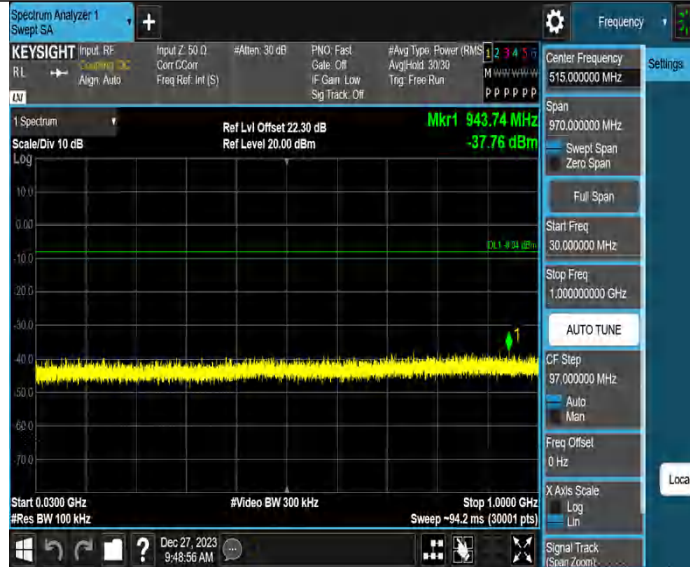 Spectrum Analyzer 1
Swept SA
+
Frequency
KEYSIGHT
Input: RF
Coupling: DC
Align: Auto
Input Z: 50 Ω
Corr CCorr
Freq Ref: Int (S)
#Atten: 30 dB
PNO: Fast
Gate: Off
IF Gain: Low
Sig Track: Off
#Avg Type: Power (RMS
Avg|Hold: 30/30
Trig: Free Run
1 2 3 4 5 6
M W W W W W
P P P P P P
R L
LXI
1 Spectrum
Scale/Div 10 dB
Log
Ref Lvl Offset 22.30 dB
Ref Level 20.00 dBm
Mkr1 943.74 MHz
-37.76 dBm
10.0
0.00
-20.0
-30.0
-40.0
-50.0
-60.0
-70.0
1
Start 0.0300 GHz
#Res BW 100 kHz
#Video BW 300 kHz
Stop 1.0000 GHz
Sweep ~94.2 ms (30001 pts)
?
Dec 27, 2023
9:48:56 AM
Center Frequency
515.000000 MHz
Settings
Span
970.000000 MHz
Swept Span
Zero Span
Full Span
Start Freq
30.000000 MHz
Stop Freq
1.000000000 GHz
AUTO TUNE
CF Step
97.000000 MHz
Auto
Man
Freq Offset
0 Hz
X Axis Scale
Log
Lin
Loca
Signal Track
(Span Zoom)